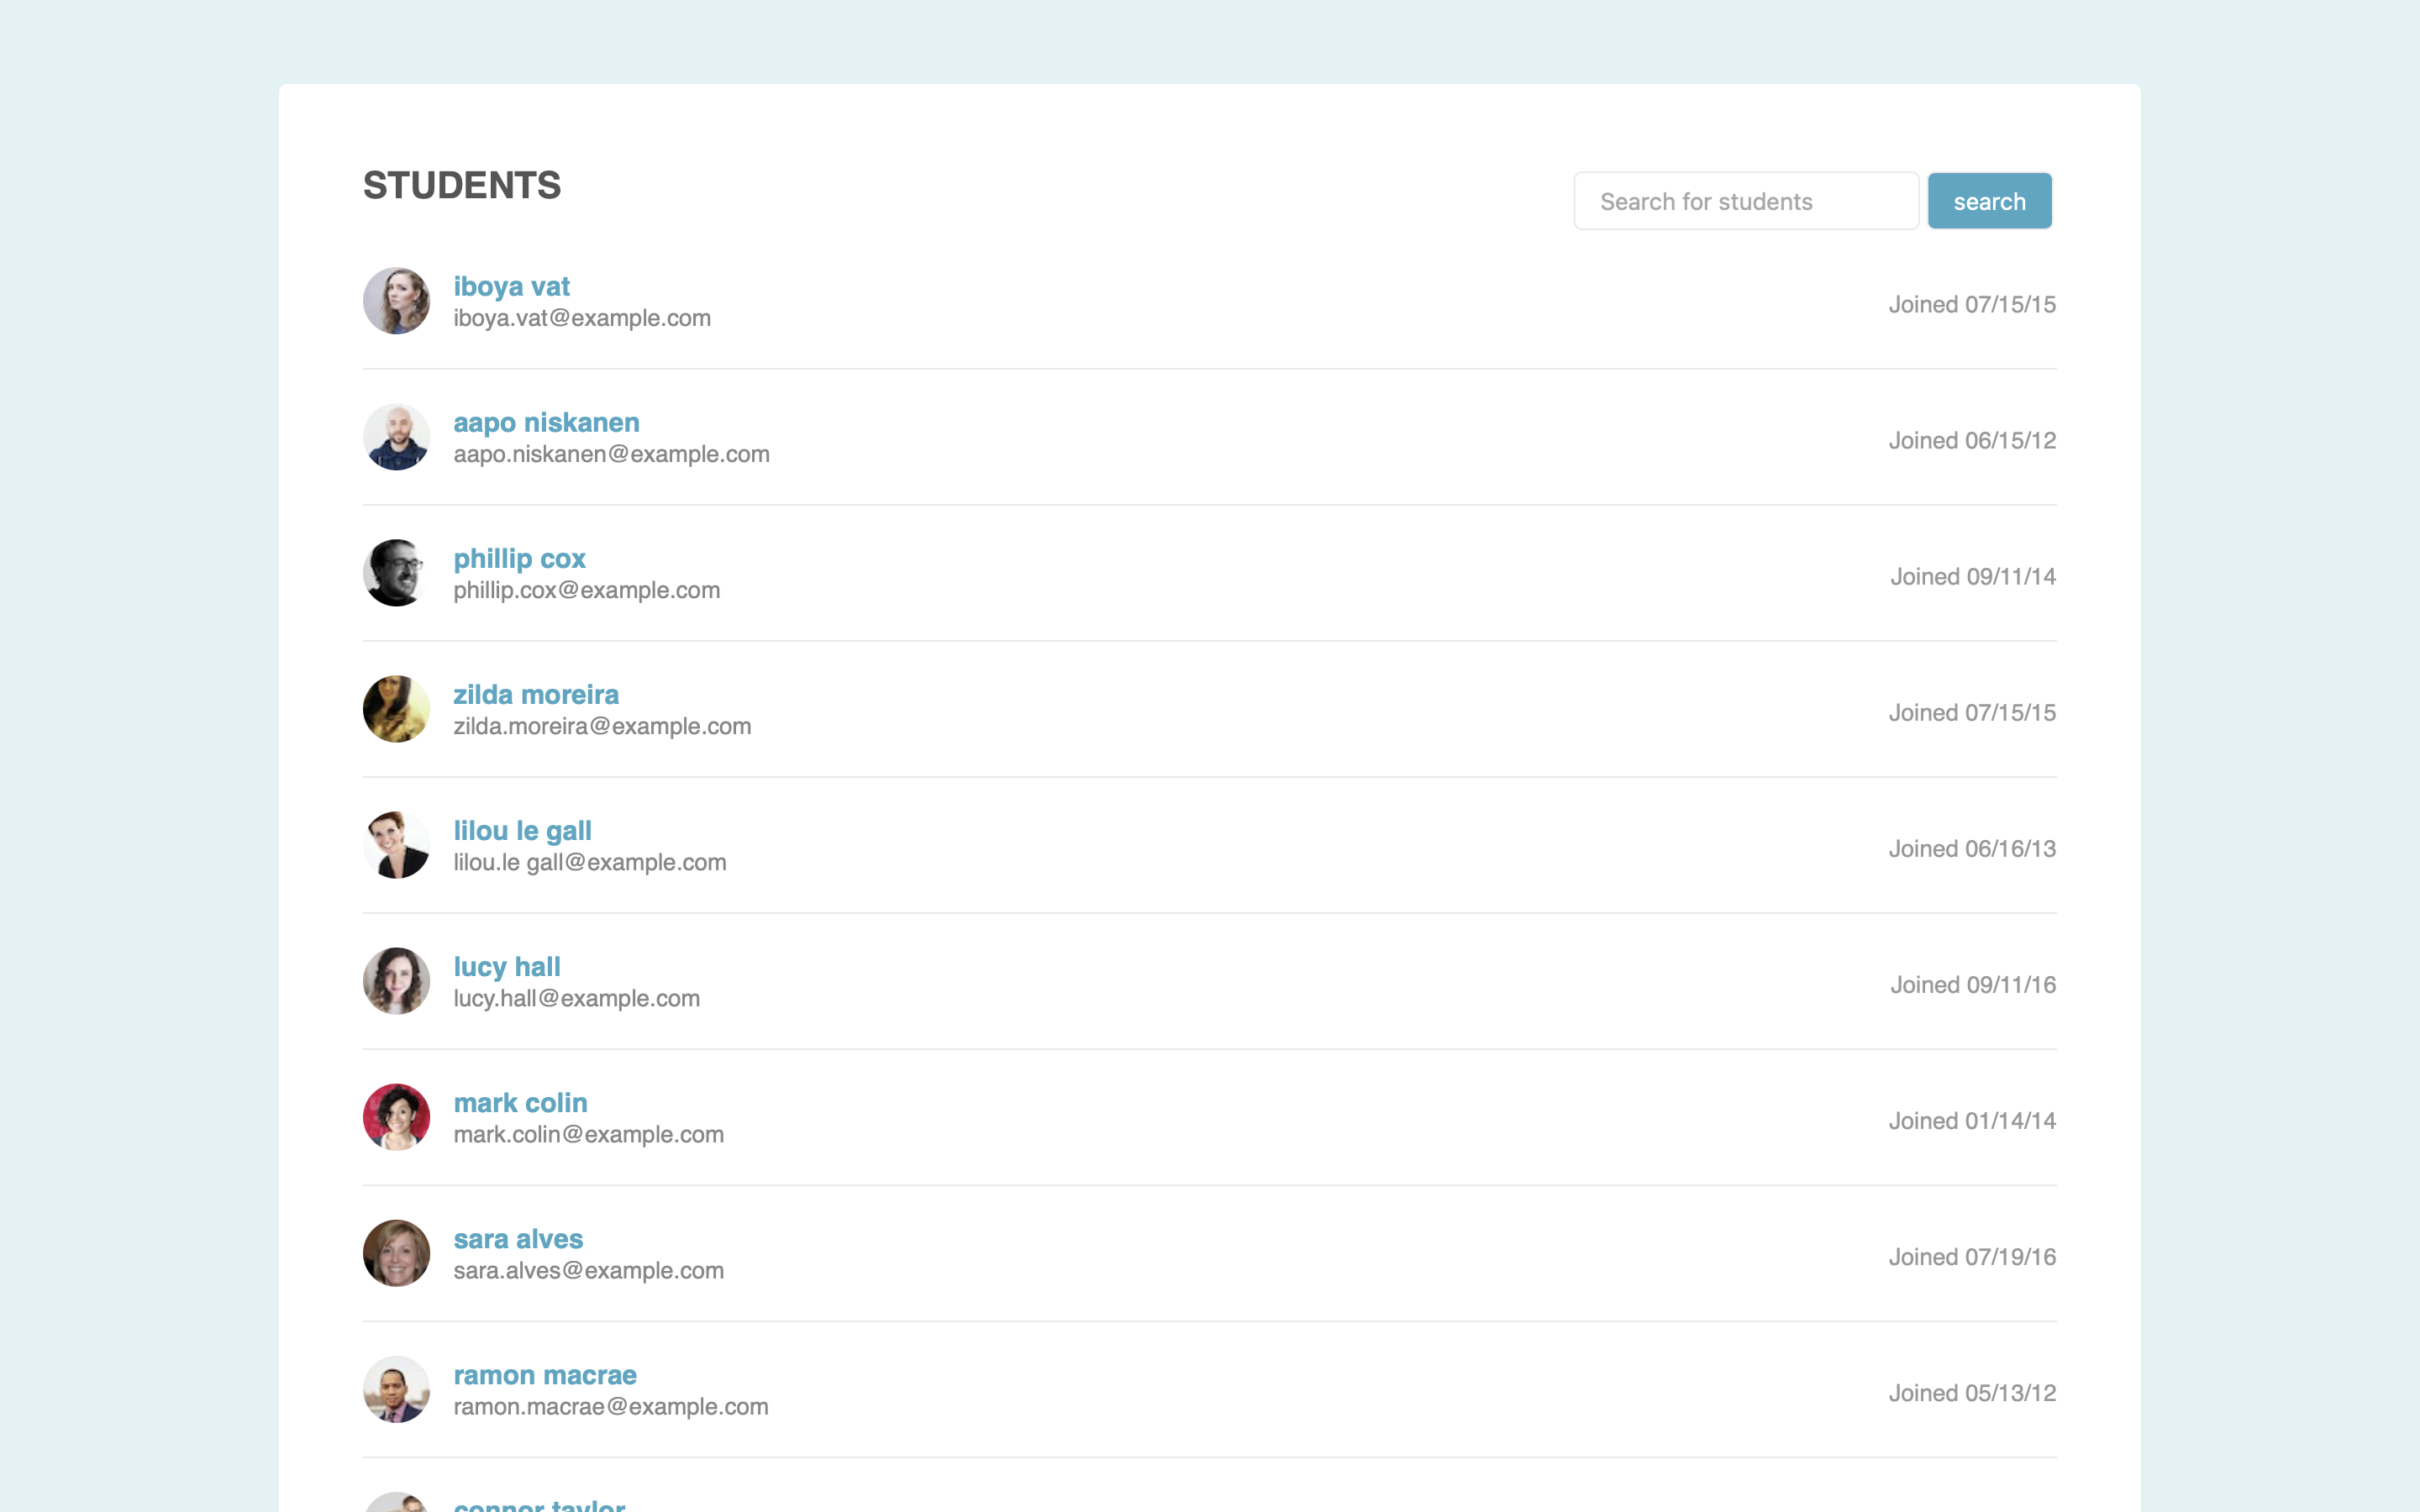 STUDENTS
Search for students
search
iboya vat
iboya.vat@example.com
Joined 07/15/15
aapo niskanen
aapo.niskanen@example.com
Joined 06/15/12
phillip cox
phillip.cox@example.com
Joined 09/11/14
zilda moreira
zilda.moreira@example.com
Joined 07/15/15
lilou le gall
lilou.le gall@example.com
Joined 06/16/13
lucy hall
lucy.hall@example.com
Joined 09/11/16
mark colin
mark.colin@example.com
Joined 01/14/14
sara alves
sara.alves@example.com
Joined 07/19/16
ramon macrae
ramon.macrae@example.com
Joined 05/13/12
connor taylor